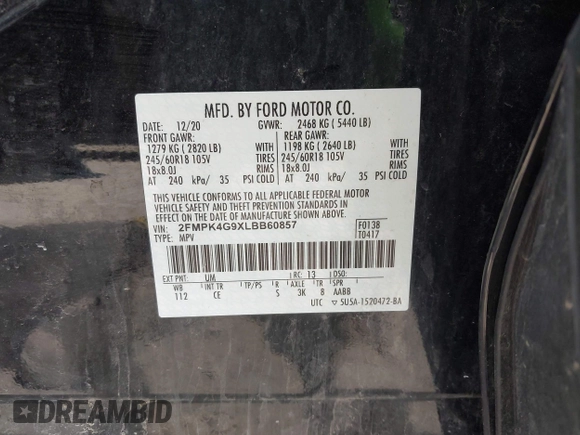 MFD. BY FORD MOTOR CO.
DATE: 12/20 GVWR: 2468 KG ( 5440 LB)
FRONT GAWR: REAR GAWR:
1279 KG ( 2820 LB) 1198 KG ( 2640 LB)
245/60R18 105V TIRES 245/60R18 105V TIRES
18x8.0J RIMS 18x8.0J RIMS
AT 240 kPa/ 35 PSI COLD AT 240 kPa/ 35 PSI COLD
THIS VEHICLE CONFORMS TO ALL APPLICABLE FEDERAL MOTOR
VEHICLE SAFETY AND THEFT PREVENTION STANDARDS IN
EFFECT ON THE DATE OF MANUFACTURE SHOWN ABOVE.
VIN: 2FMPK4G9XLBB60857 F0138
TYPE: MPV T0417
EXT PNT: UM RC: 13 DSO:
WB INT TR TP/PS R AXLE TR SPR
112 CE S 3K 8 AABB
UTC ▽ SU5A-1520472-BA
DREAMBID